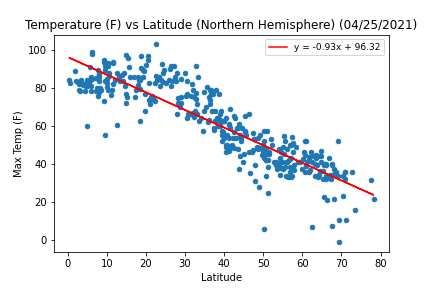 Temperature (F) vs Latitude (Northern Hemisphere) (04/25/2021)
y = -0.93x + 96.32
100
80
60
40
20
0
Max Temp (F)
0 10 20 30 40 50 60 70 80
Latitude